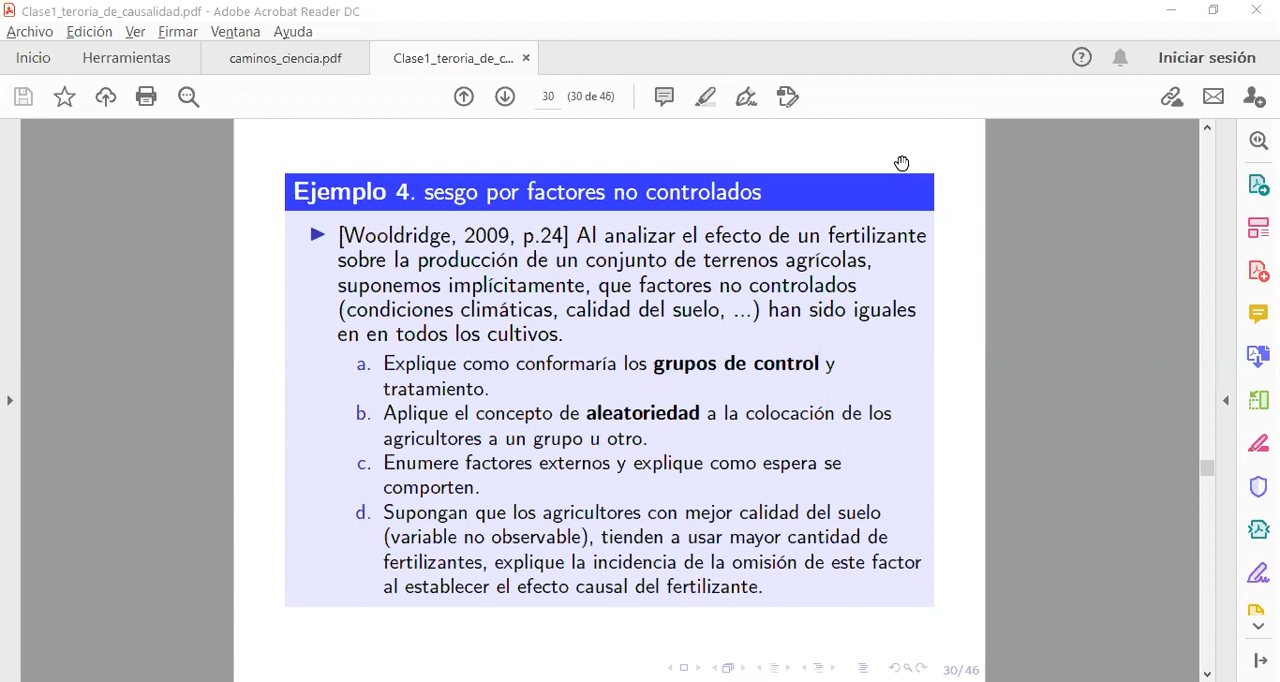 Clase1_teroria_de_causalidad.pdf - Adobe Acrobat Reader DC
Archivo Edición Ver Firmar Ventana Ayuda
Inicio Herramientas caminos_ciencia.pdf Clase1_teroria_de_c... × Iniciar sesión
30 (30 de 46)
Ejemplo 4. sesgo por factores no controlados
[Wooldridge, 2009, p.24] Al analizar el efecto de un fertilizante
sobre la producción de un conjunto de terrenos agrícolas,
suponemos implícitamente, que factores no controlados
(condiciones climáticas, calidad del suelo, ...) han sido iguales
en en todos los cultivos.
a. Explique como conformaría los grupos de control y
tratamiento.
b. Aplique el concepto de aleatoriedad a la colocación de los
agricultores a un grupo u otro.
c. Enumere factores externos y explique como espera se
comporten.
d. Supongan que los agricultores con mejor calidad del suelo
(variable no observable), tienden a usar mayor cantidad de
fertilizantes, explique la incidencia de la omisión de este factor
al establecer el efecto causal del fertilizante.
30/46